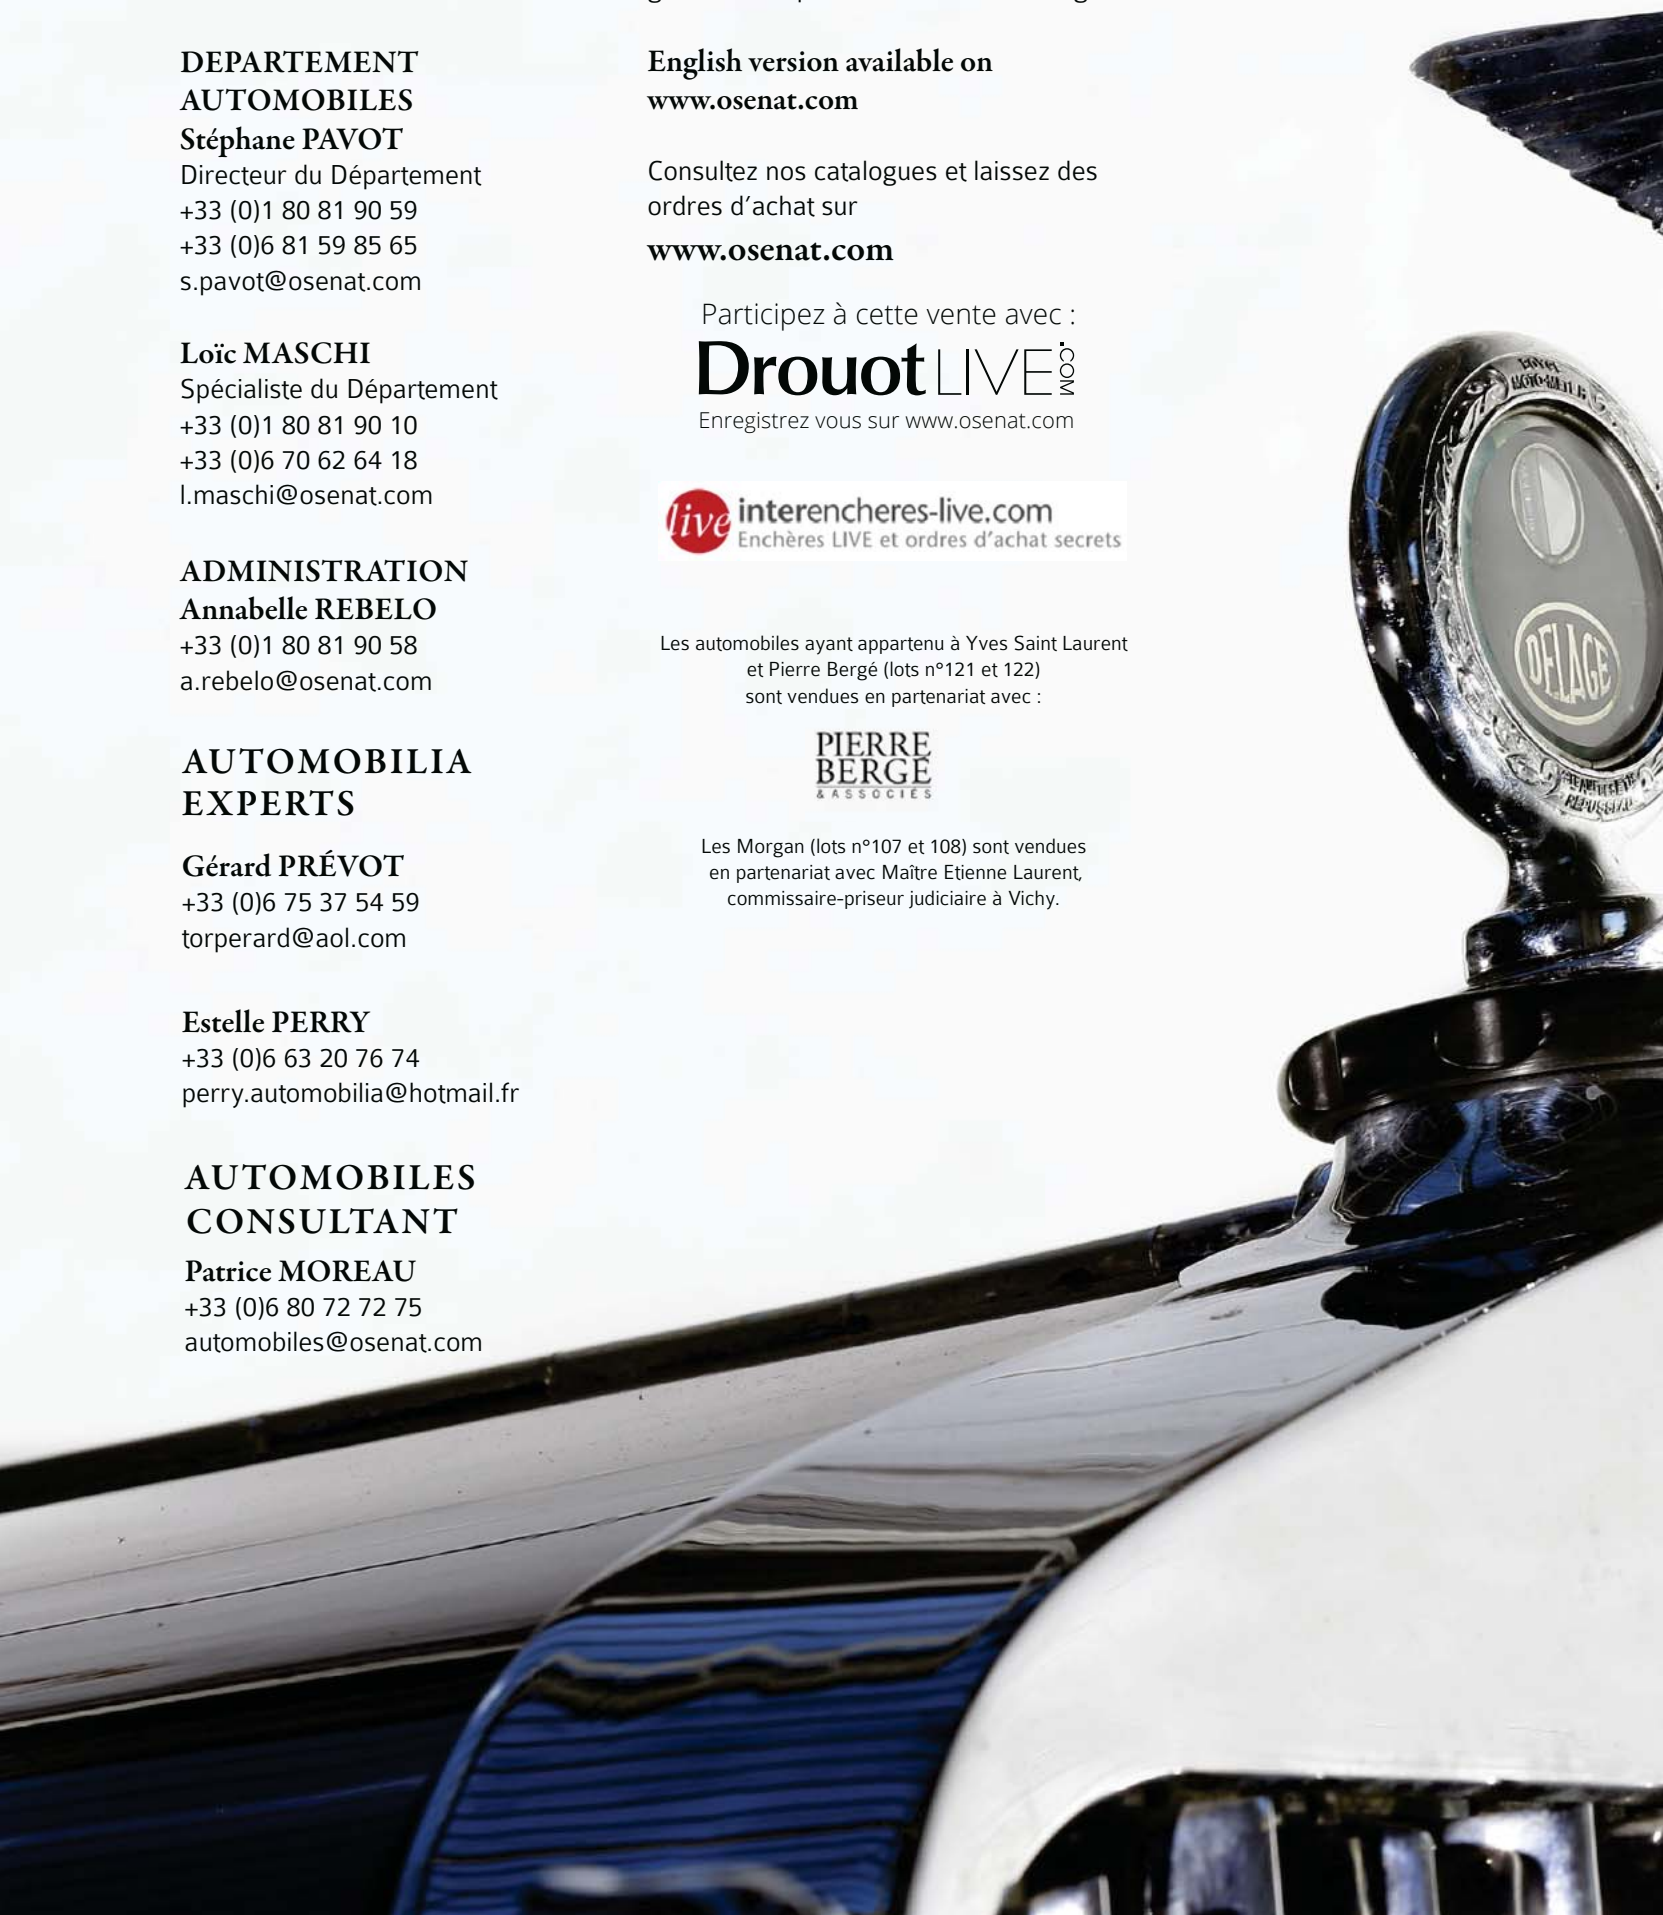 DEPARTEMENT
AUTOMOBILES
Stéphane PAVOT
Directeur du Département
+33 (0)1 80 81 90 59
+33 (0)6 81 59 85 65
s.pavot@osenat.com
Loïc MASCHI
Spécialiste du Département
+33 (0)1 80 81 90 10
+33 (0)6 70 62 64 18
l.maschi@osenat.com
ADMINISTRATION
Annabelle REBELO
+33 (0)1 80 81 90 58
a.rebelo@osenat.com
AUTOMOBILIA
EXPERTS
Gérard PRÉVOT
+33 (0)6 75 37 54 59
torperard@aol.com
Estelle PERRY
+33 (0)6 63 20 76 74
perry.automobilia@hotmail.fr
AUTOMOBILES
CONSULTANT
Patrice MOREAU
+33 (0)6 80 72 72 75
automobiles@osenat.com
English version available on
www.osenat.com
Consultez nos catalogues et laissez des
ordres d'achat sur
www.osenat.com
Participez à cette vente avec :
Drouot LIVE .COM
Enregistrez vous sur www.osenat.com
live interencheres-live.com
Enchères LIVE et ordres d'achat secrets
Les automobiles ayant appartenu à Yves Saint Laurent
et Pierre Bergé (lots n°121 et 122)
sont vendues en partenariat avec :
PIERRE
BERGÉ
& ASSOCIÉS
Les Morgan (lots n°107 et 108) sont vendues
en partenariat avec Maître Etienne Laurent,
commissaire-priseur judiciaire à Vichy.
MOTO-METER
DELAGE
REPUSSEAU